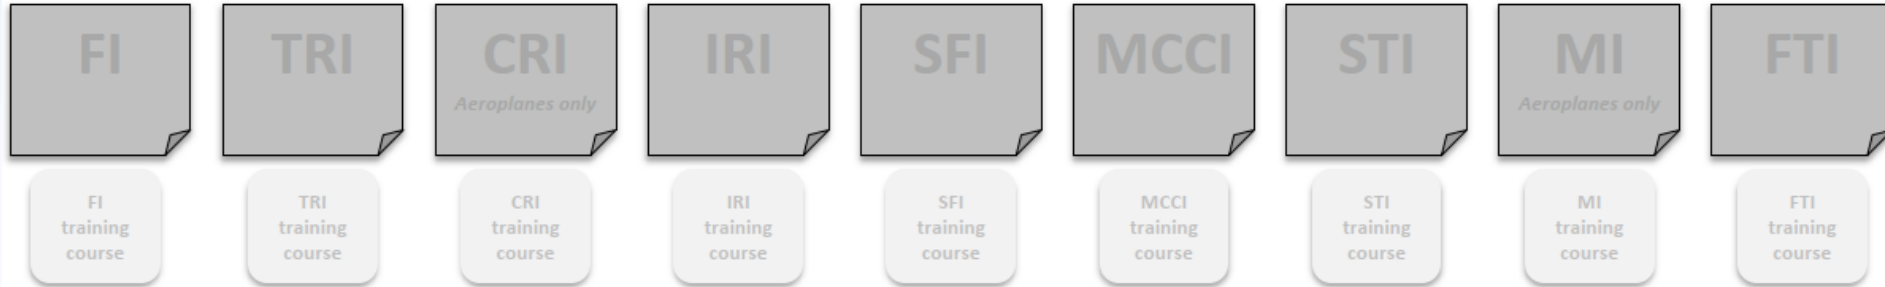 FI
TRI
CRI
Aeroplanes only
IRI
SFI
MCCI
STI
MI
Aeroplanes only
FTI
FI
training
course
TRI
training
course
CRI
training
course
IRI
training
course
SFI
training
course
MCCI
training
course
STI
training
course
MI
training
course
FTI
training
course